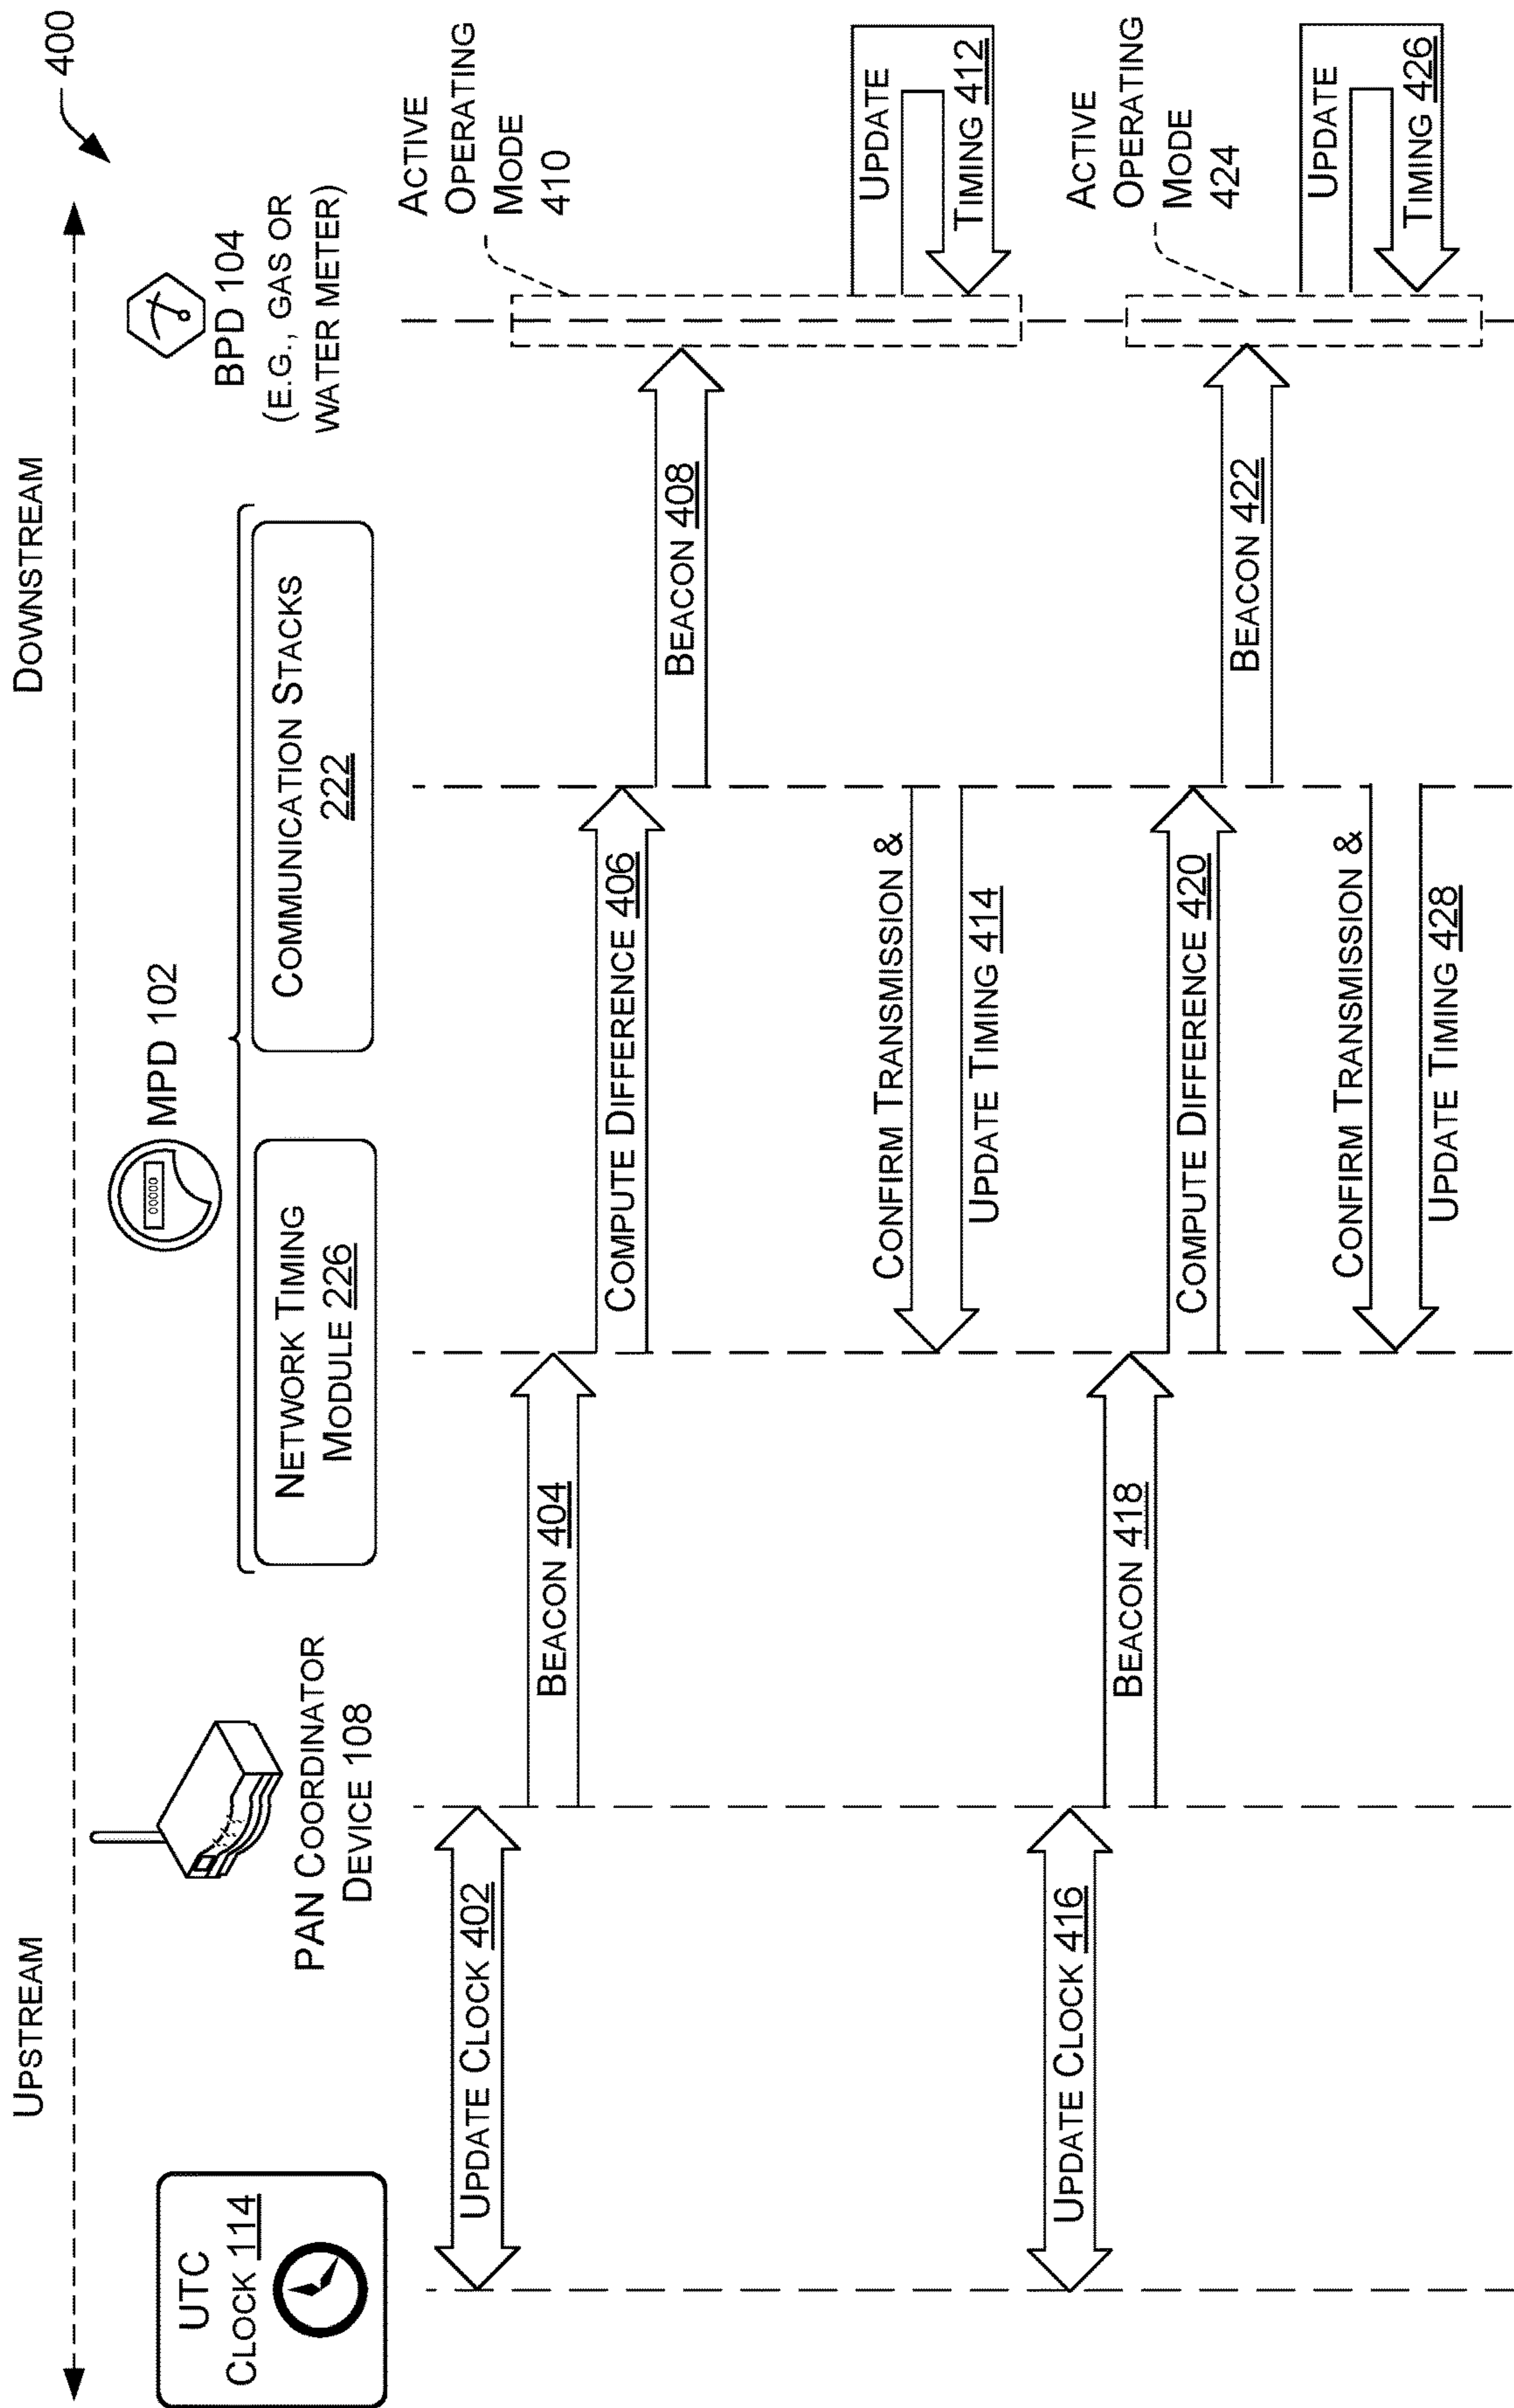 400
UPSTREAM
DOWNSTREAM
UTC
CLOCK 114
PAN COORDINATOR
DEVICE 108
MPD 102
00000
NETWORK TIMING
MODULE 226
COMMUNICATION STACKS
222
BPD 104
(E.G., GAS OR
WATER METER)
UPDATE CLOCK 402
BEACON 404
COMPUTE DIFFERENCE 406
BEACON 408
ACTIVE
OPERATING
MODE
410
UPDATE
TIMING 412
CONFIRM TRANSMISSION &
UPDATE TIMING 414
UPDATE CLOCK 416
BEACON 418
COMPUTE DIFFERENCE 420
BEACON 422
ACTIVE
OPERATING
MODE
424
UPDATE
TIMING 426
CONFIRM TRANSMISSION &
UPDATE TIMING 428